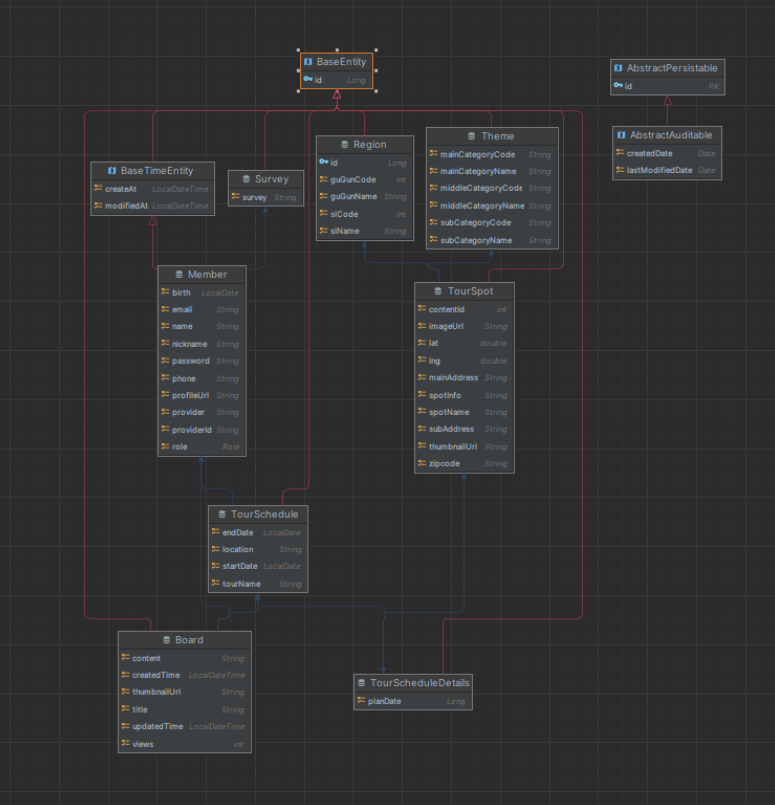 BaseEntity
id Long
AbstractPersistable
id PK
AbstractAuditable
createdDate Date
lastModifiedDate Date
BaseTimeEntity
createAt LocalDateTime
modifiedAt LocalDateTime
Survey
survey String
Region
id Long
guGunCode int
guGunName String
siCode int
siName String
Theme
mainCategoryCode String
mainCategoryName String
middleCategoryCode String
middleCategoryName String
subCategoryCode String
subCategoryName String
Member
birth LocalDate
email String
name String
nickname String
password String
phone String
profileUrl String
provider String
providerId String
role Role
TourSpot
contentId int
imageUrl String
lat double
lng double
mainAddress String
spotInfo String
spotName String
subAddress String
thumbnailUrl String
zipcode String
TourSchedule
endDate LocalDate
location String
startDate LocalDate
tourName String
Board
content String
createdTime LocalDateTime
thumbnailUrl String
title String
updatedTime LocalDateTime
views int
TourScheduleDetails
planDate Long